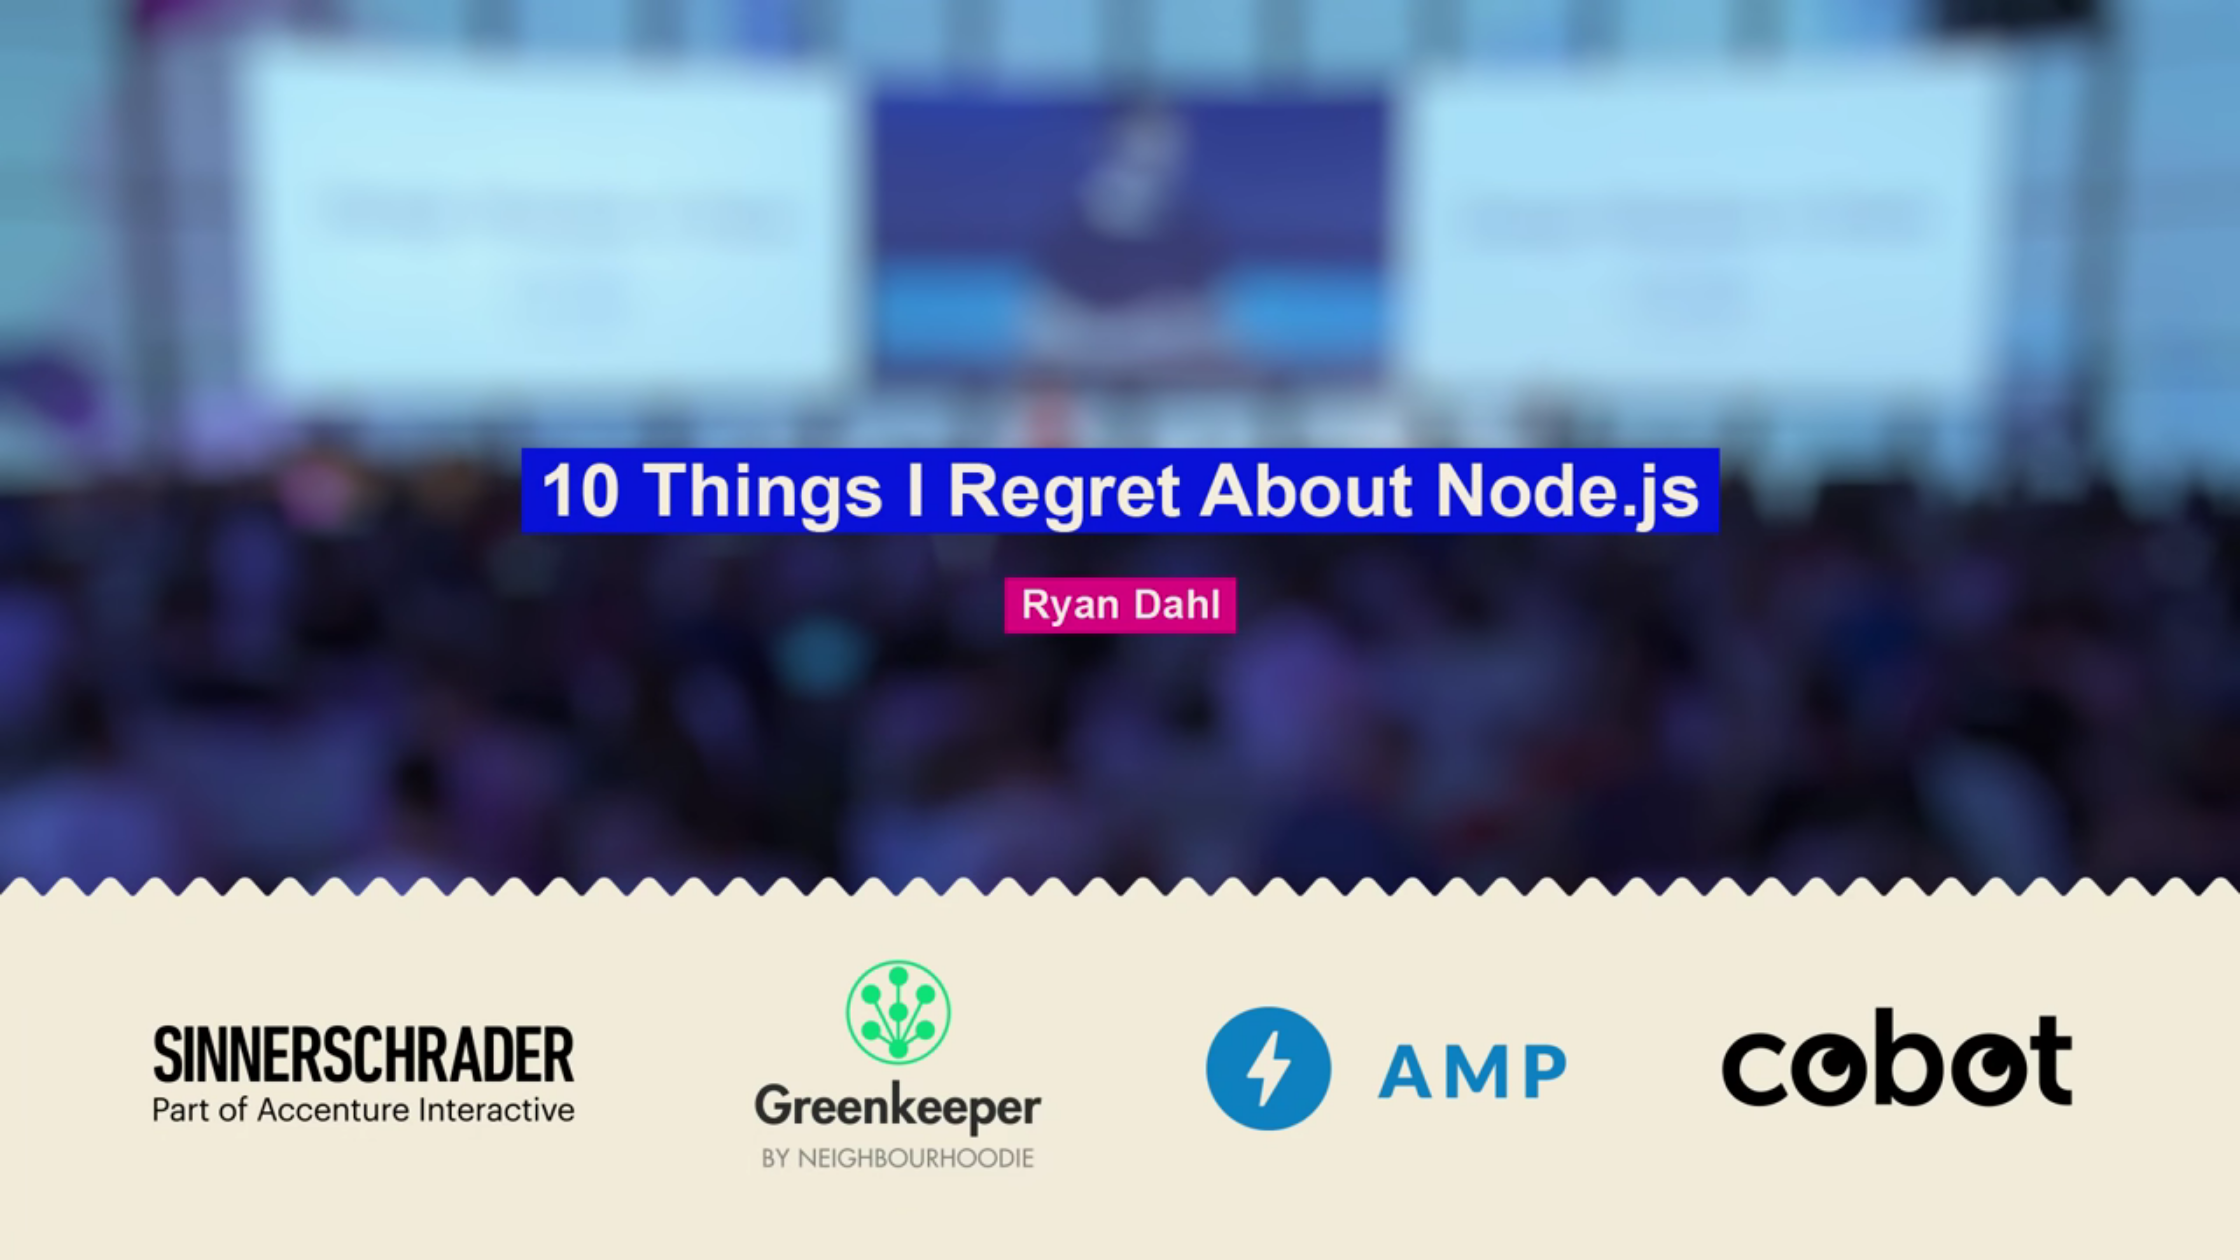 10 Things I Regret About Node.js
Ryan Dahl
SINNERSCHRADER
Part of Accenture Interactive
Greenkeeper
BY NEIGHBOURHOODIE
AMP
cobot